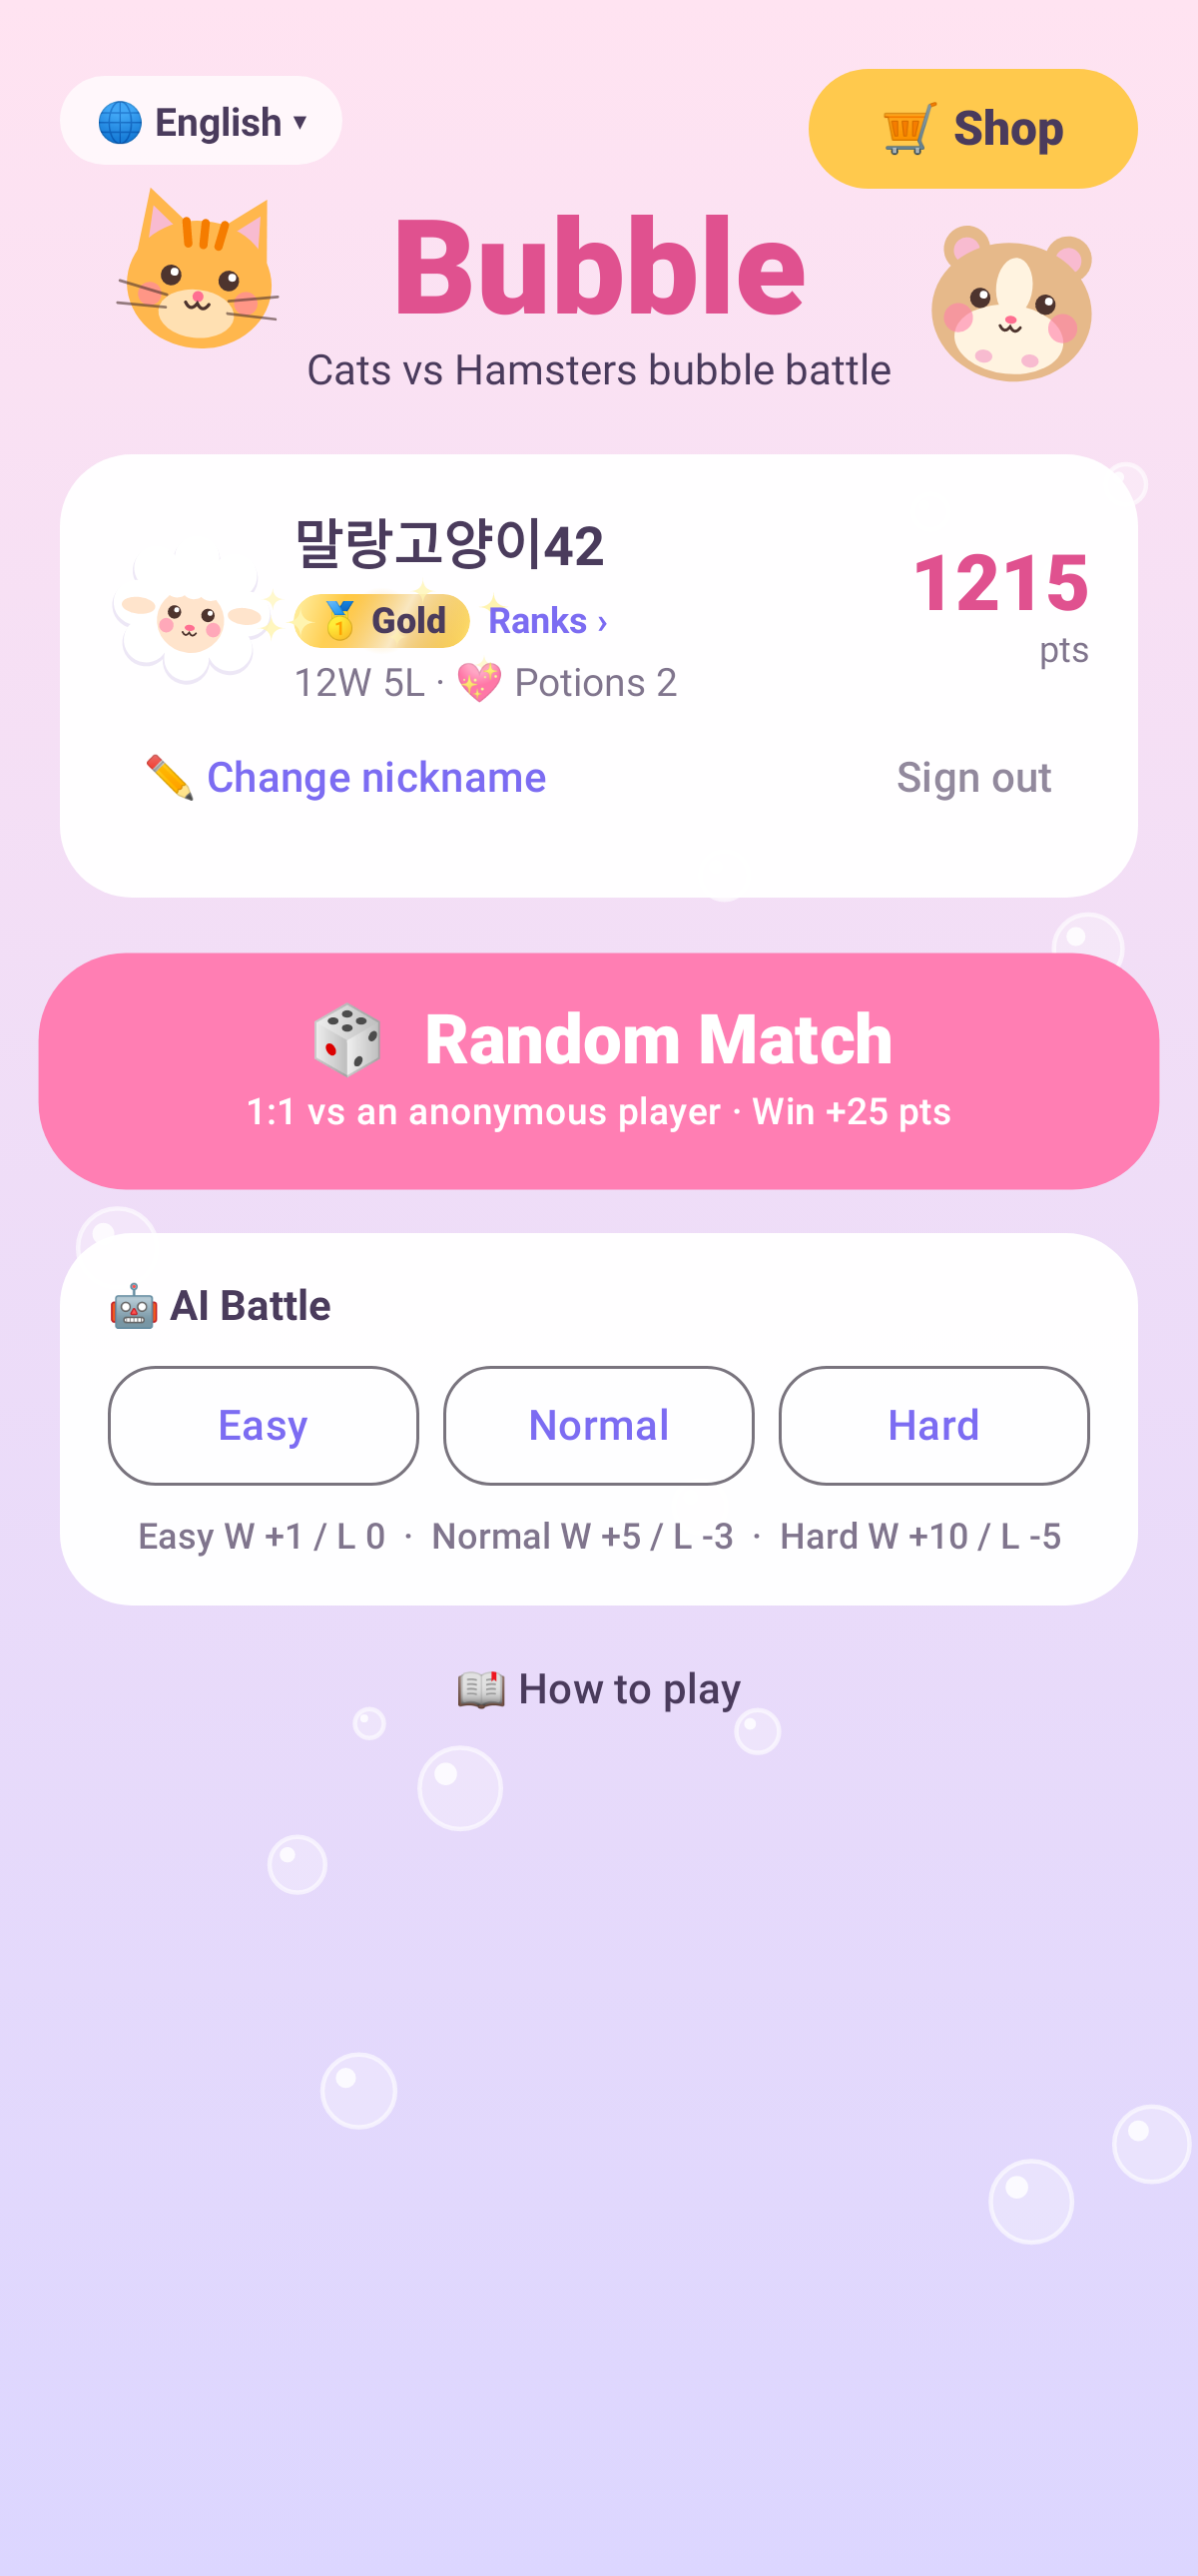 English ▾
Shop
Bubble
Cats vs Hamsters bubble battle
말랑고양이42
1215
Gold Ranks ›
pts
12W 5L · 💖 Potions 2
Change nickname
Sign out
Random Match
1:1 vs an anonymous player · Win +25 pts
AI Battle
Easy
Normal
Hard
Easy W +1 / L 0 · Normal W +5 / L -3 · Hard W +10 / L -5
How to play